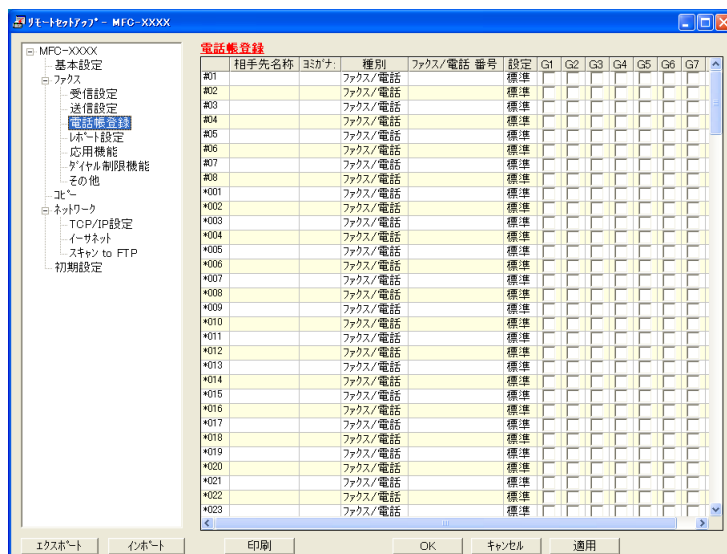 ﾘﾓｰﾄｾｯﾄｱｯﾌﾟ - MFC-XXXX
MFC-XXXX
基本設定
ﾌｧｸｽ
受信設定
送信設定
電話帳登録
ﾚﾎﾟｰﾄ設定
応用機能
ﾀﾞｲﾔﾙ制限機能
その他
ｺﾋﾟｰ
ﾈｯﾄﾜｰｸ
TCP/IP設定
ｲｰｻﾈｯﾄ
ｽｷｬﾝ to FTP
初期設定
電話帳登録
相手先名称 ﾖﾐｶﾞﾅ: 種別 ﾌｧｸｽ/電話 番号 設定 G1 G2 G3 G4 G5 G6 G7
#01 ﾌｧｸｽ/電話 標準
#02 ﾌｧｸｽ/電話 標準
#03 ﾌｧｸｽ/電話 標準
#04 ﾌｧｸｽ/電話 標準
#05 ﾌｧｸｽ/電話 標準
#06 ﾌｧｸｽ/電話 標準
#07 ﾌｧｸｽ/電話 標準
#08 ﾌｧｸｽ/電話 標準
*001 ﾌｧｸｽ/電話 標準
*002 ﾌｧｸｽ/電話 標準
*003 ﾌｧｸｽ/電話 標準
*004 ﾌｧｸｽ/電話 標準
*005 ﾌｧｸｽ/電話 標準
*006 ﾌｧｸｽ/電話 標準
*007 ﾌｧｸｽ/電話 標準
*008 ﾌｧｸｽ/電話 標準
*009 ﾌｧｸｽ/電話 標準
*010 ﾌｧｸｽ/電話 標準
*011 ﾌｧｸｽ/電話 標準
*012 ﾌｧｸｽ/電話 標準
*013 ﾌｧｸｽ/電話 標準
*014 ﾌｧｸｽ/電話 標準
*015 ﾌｧｸｽ/電話 標準
*016 ﾌｧｸｽ/電話 標準
*017 ﾌｧｸｽ/電話 標準
*018 ﾌｧｸｽ/電話 標準
*019 ﾌｧｸｽ/電話 標準
*020 ﾌｧｸｽ/電話 標準
*021 ﾌｧｸｽ/電話 標準
*022 ﾌｧｸｽ/電話 標準
*023 ﾌｧｸｽ/電話 標準
ｴｸｽﾎﾟｰﾄ ｲﾝﾎﾟｰﾄ 印刷 OK ｷｬﾝｾﾙ 適用